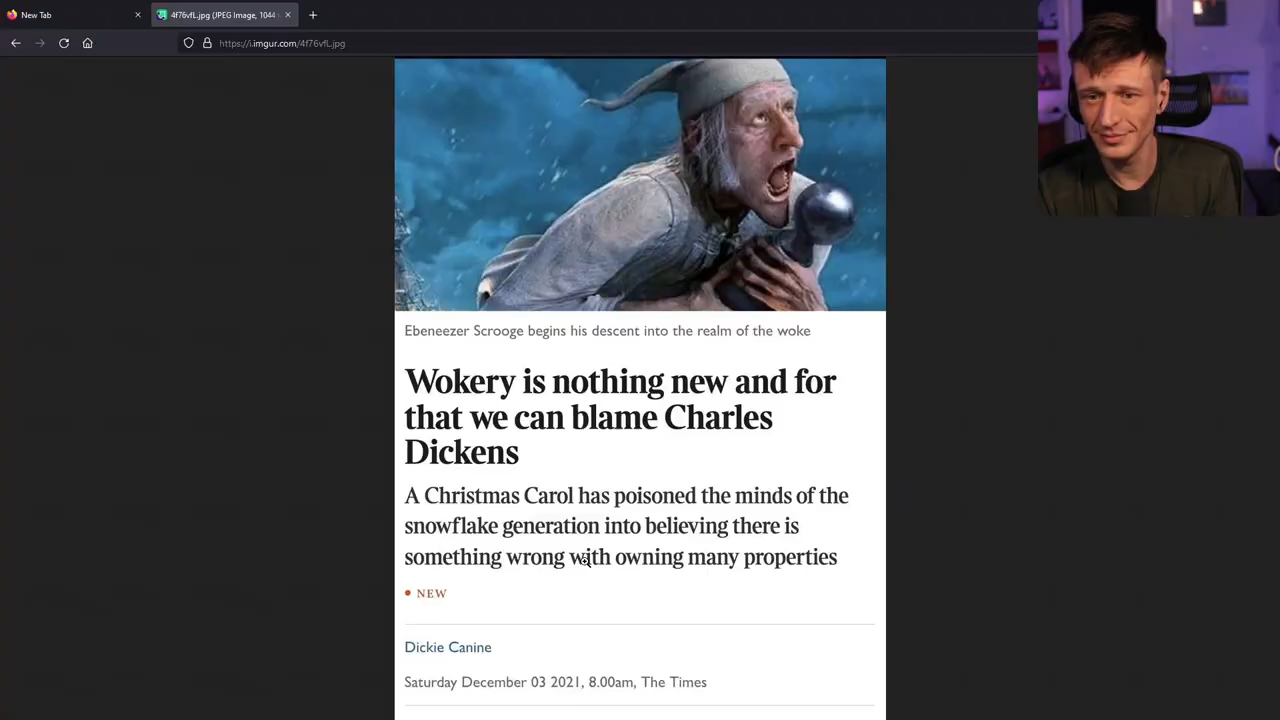 New Tab
4f76vfL.jpg (JPEG Image, 1044
https://i.imgur.com/4f76vfL.jpg
Ebeneezer Scrooge begins his descent into the realm of the woke
Wokery is nothing new and for
that we can blame Charles
Dickens
A Christmas Carol has poisoned the minds of the
snowflake generation into believing there is
something wrong with owning many properties
NEW
Dickie Canine
Saturday December 03 2021, 8.00am, The Times